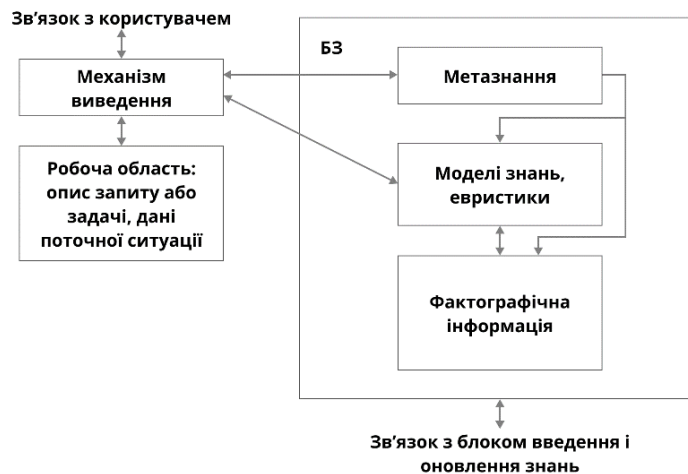 Зв’язок з користувачем
Механізм
виведення
Робоча область:
опис запиту або
задачі, дані
поточної ситуації
БЗ
Метазнання
Моделі знань,
евристики
Фактографічна
інформація
Зв’язок з блоком введення і
оновлення знань